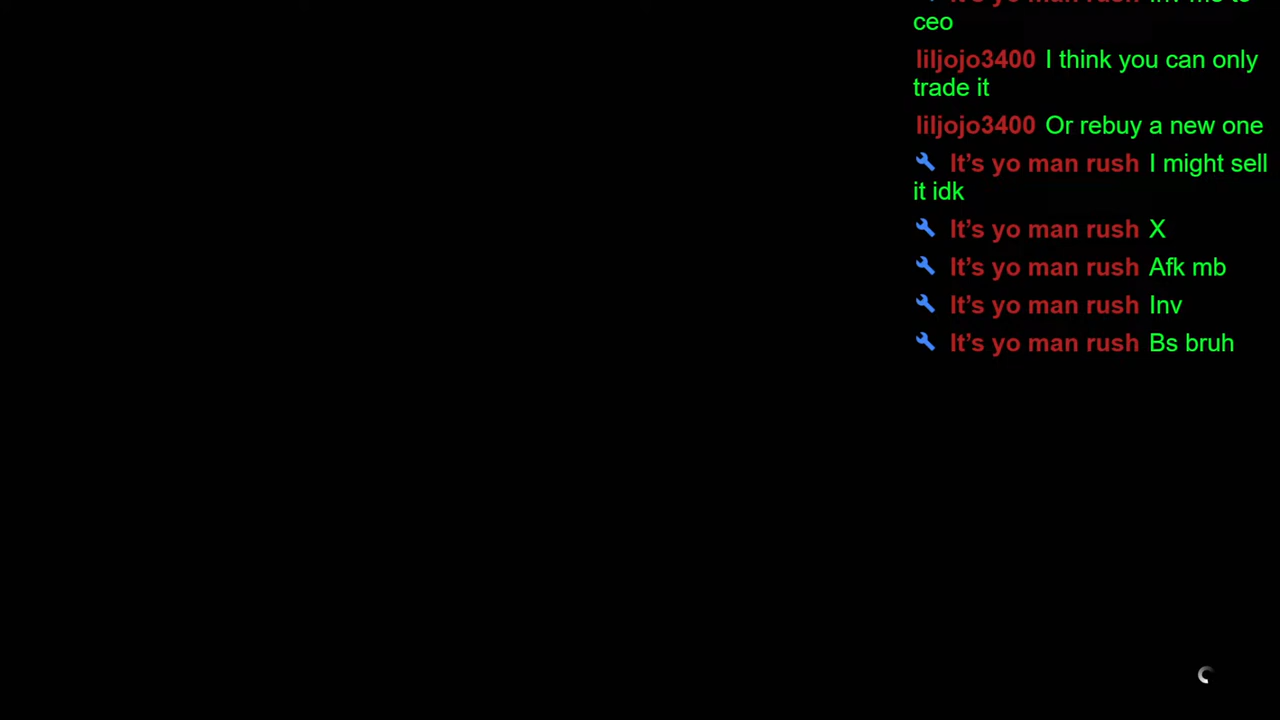 ceo
liljojo3400 I think you can only
trade it
liljojo3400 Or rebuy a new one
It’s yo man rush I might sell
it idk
It’s yo man rush X
It’s yo man rush Afk mb
It’s yo man rush Inv
It’s yo man rush Bs bruh